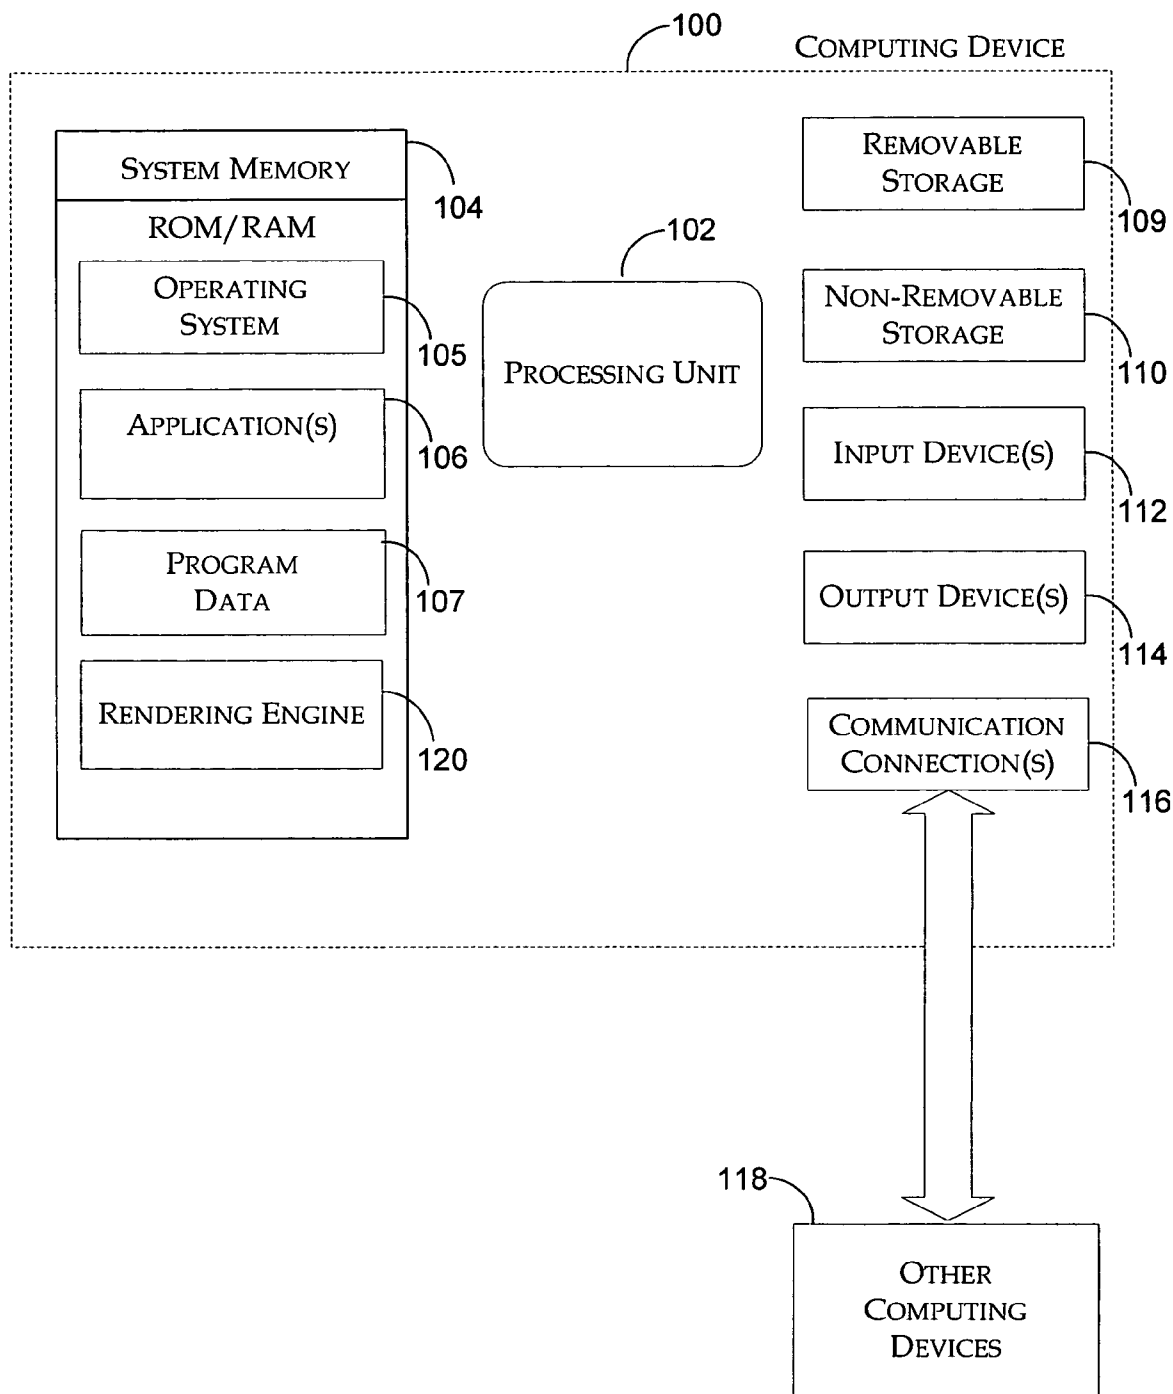 100
COMPUTING DEVICE
SYSTEM MEMORY
104
ROM/RAM
OPERATING
SYSTEM
105
APPLICATION(S)
106
PROGRAM
DATA
107
RENDERING ENGINE
120
102
PROCESSING UNIT
REMOVABLE
STORAGE
109
NON-REMOVABLE
STORAGE
110
INPUT DEVICE(S)
112
OUTPUT DEVICE(S)
114
COMMUNICATION
CONNECTION(S)
116
118
OTHER
COMPUTING
DEVICES